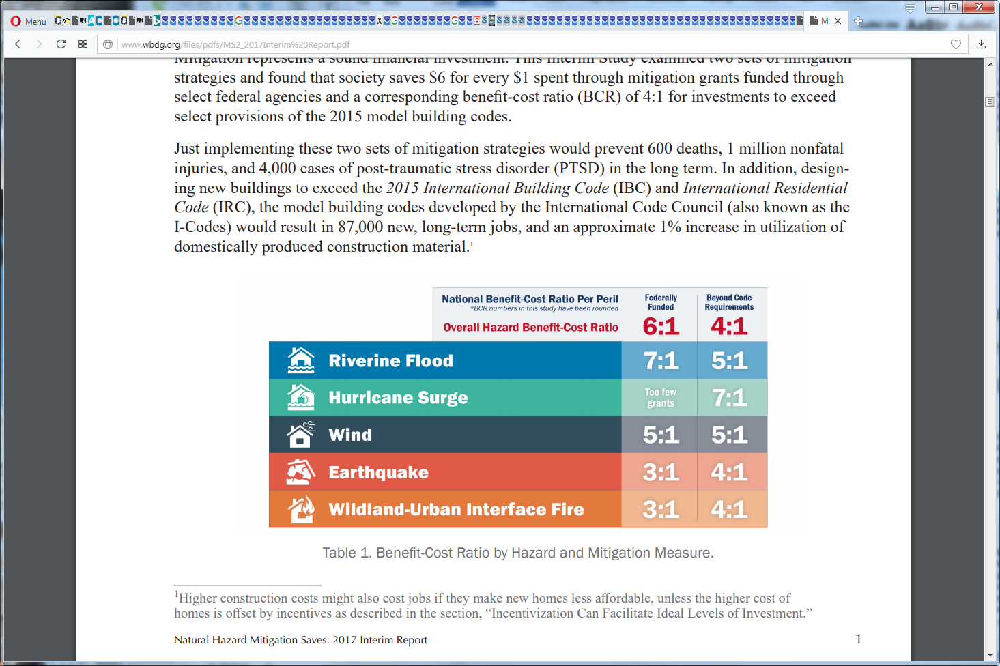 Menu
M:
www.wbdg.org/files/pdfs/MS2_2017Interim%20Report.pdf
Mitigation represents a sound financial investment. This Interim Study examined two sets of mitigation
strategies and found that society saves $6 for every $1 spent through mitigation grants funded through
select federal agencies and a corresponding benefit-cost ratio (BCR) of 4:1 for investments to exceed
select provisions of the 2015 model building codes.
Just implementing these two sets of mitigation strategies would prevent 600 deaths, 1 million nonfatal
injuries, and 4,000 cases of post-traumatic stress disorder (PTSD) in the long term. In addition, design-
ing new buildings to exceed the 2015 International Building Code (IBC) and International Residential
Code (IRC), the model building codes developed by the International Code Council (also known as the
I-Codes) would result in 87,000 new, long-term jobs, and an approximate 1% increase in utilization of
domestically produced construction material.1
National Benefit-Cost Ratio Per Peril
*BCR numbers in this study have been rounded
Federally
Funded
Beyond Code
Requirements
Overall Hazard Benefit-Cost Ratio 6:1 4:1
Riverine Flood 7:1 5:1
Hurricane Surge Too few
grants 7:1
Wind 5:1 5:1
Earthquake 3:1 4:1
Wildland-Urban Interface Fire 3:1 4:1
Table 1. Benefit-Cost Ratio by Hazard and Mitigation Measure.
1Higher construction costs might also cost jobs if they make new homes less affordable, unless the higher cost of
homes is offset by incentives as described in the section, “Incentivization Can Facilitate Ideal Levels of Investment.”
Natural Hazard Mitigation Saves: 2017 Interim Report 1